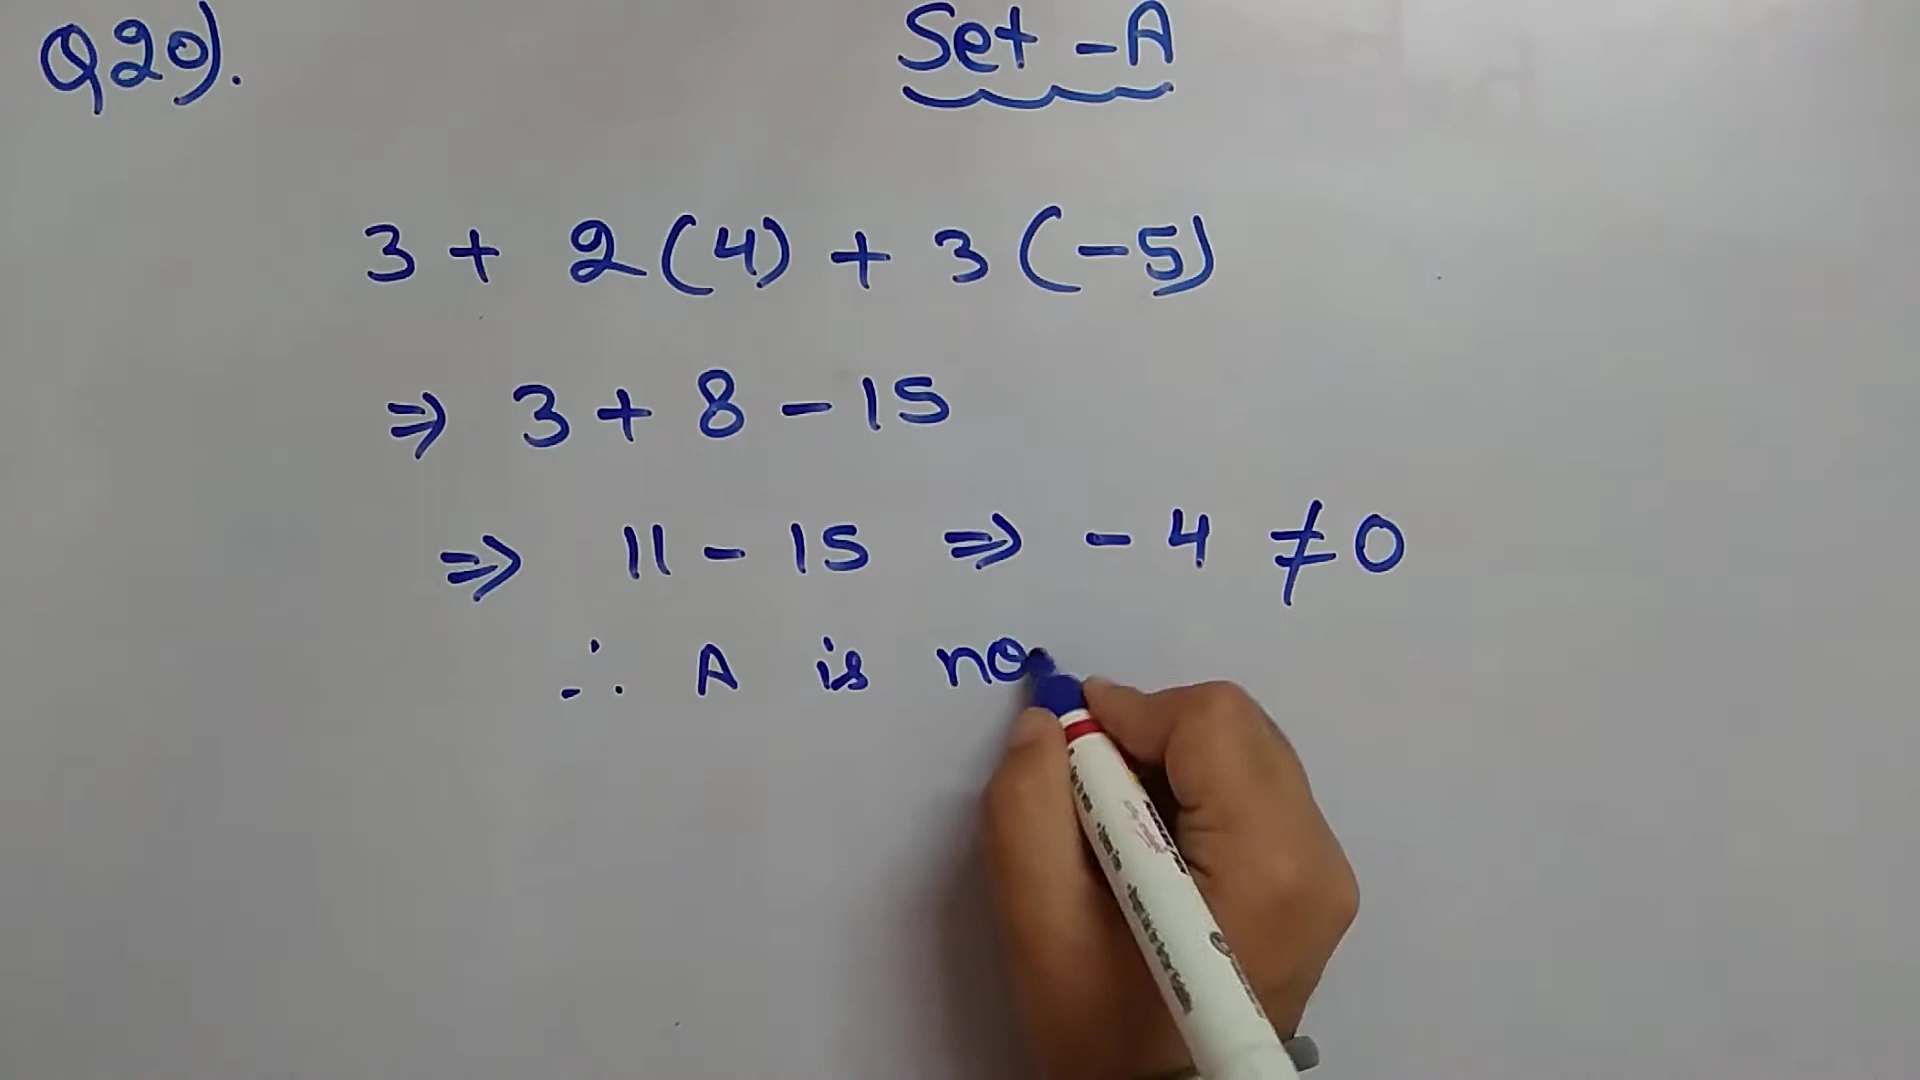 Q20).
Set - A
3 + 2(4) + 3(-5)
⇒ 3 + 8 - 15
⇒ 11 - 15 ⇒ - 4 ≠ 0
∴ A is no